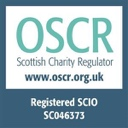 OSCR
Scottish Charity Regulator
www.oscr.org.uk
Registered SCIO
SC046373